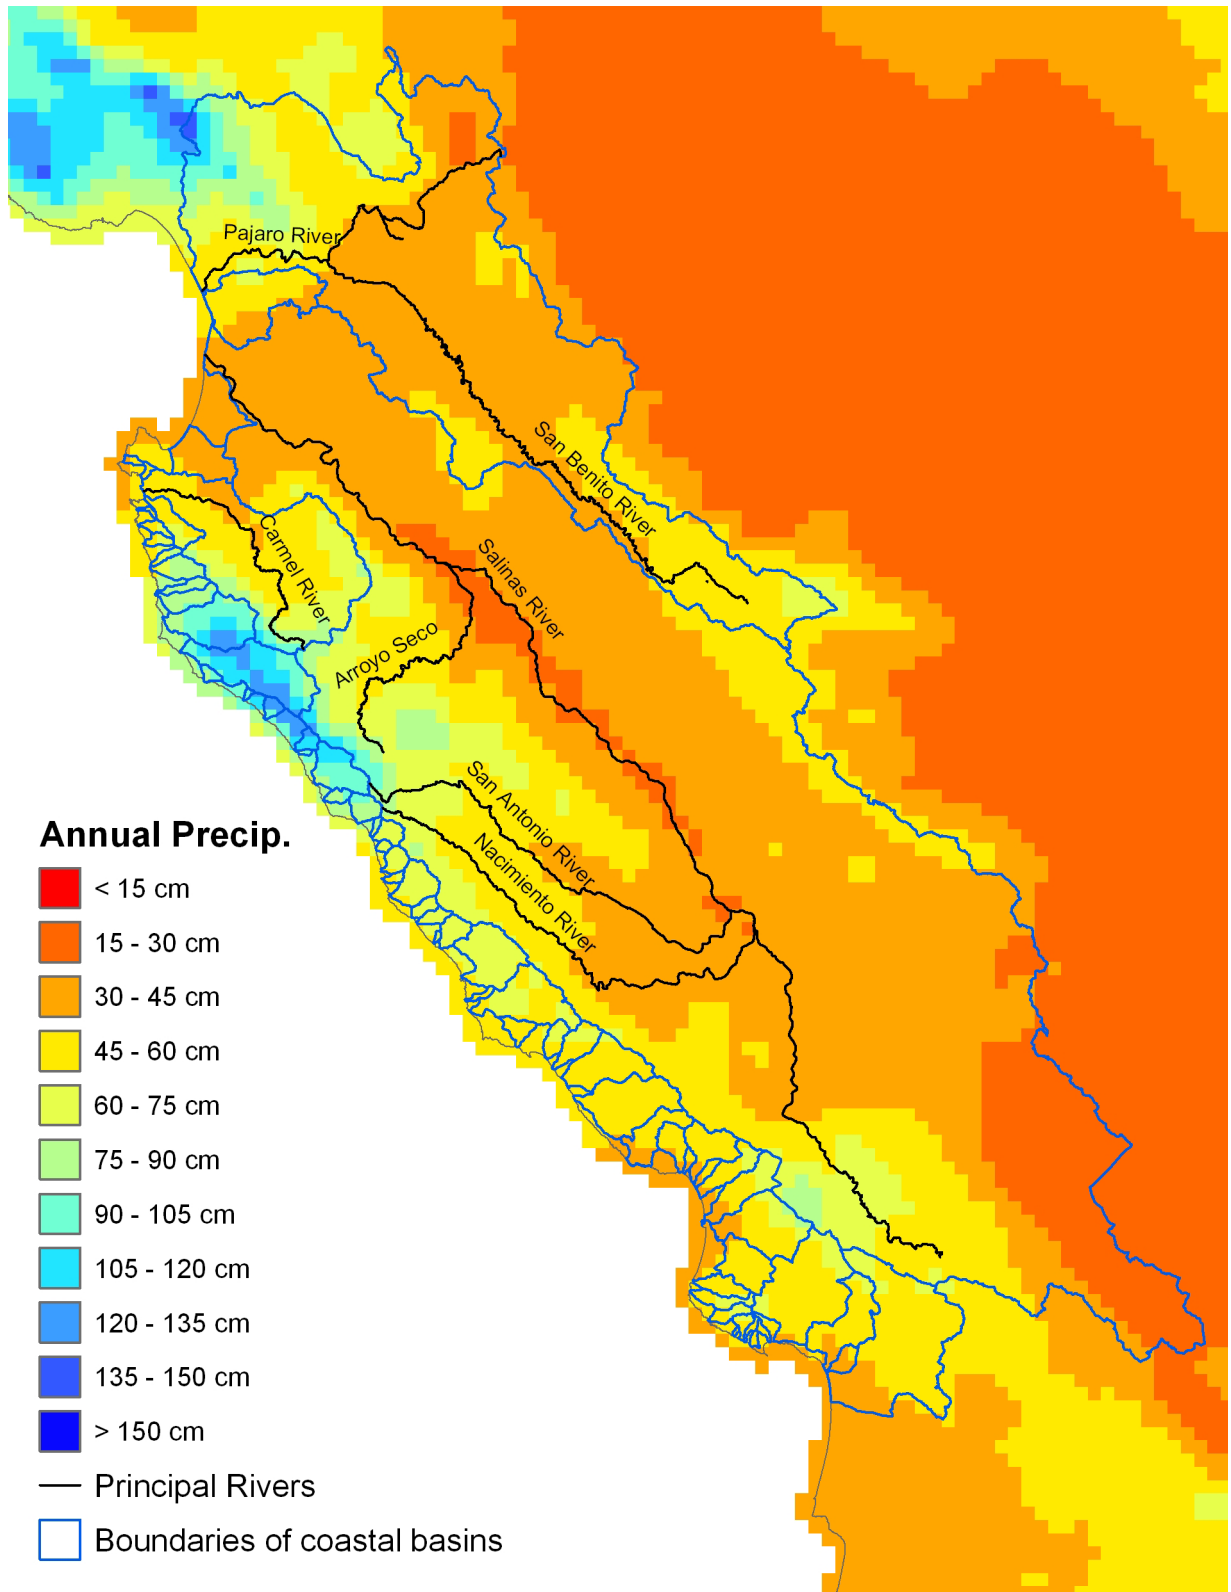 Pajaro River
San Benito River
Carmel River
Salinas River
Arroyo Seco
San Antonio River
Nacimiento River
Annual Precip.
< 15 cm
15 - 30 cm
30 - 45 cm
45 - 60 cm
60 - 75 cm
75 - 90 cm
90 - 105 cm
105 - 120 cm
120 - 135 cm
135 - 150 cm
> 150 cm
Principal Rivers
Boundaries of coastal basins